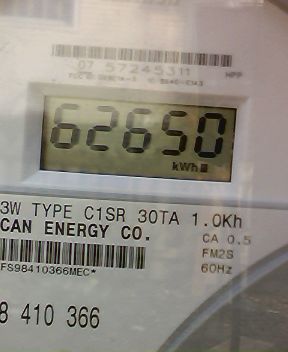 07 57245311 HPP
62650
kWh
3W TYPE C1SR 30TA 1.0Kh
CAN ENERGY CO.
CA 0.5
FM2S
FS98410366MEC*
60Hz
8 410 366